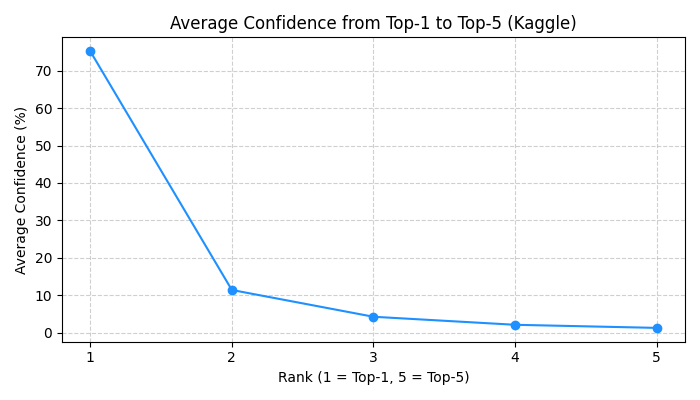 Average Confidence from Top-1 to Top-5 (Kaggle)
Average Confidence (%)
70
60
50
40
30
20
10
0
1 2 3 4 5
Rank (1 = Top-1, 5 = Top-5)